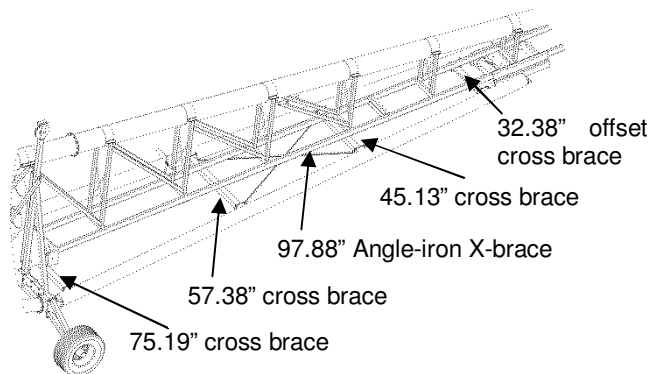 32.38” offset
cross brace
45.13” cross brace
97.88” Angle-iron X-brace
57.38” cross brace
75.19” cross brace